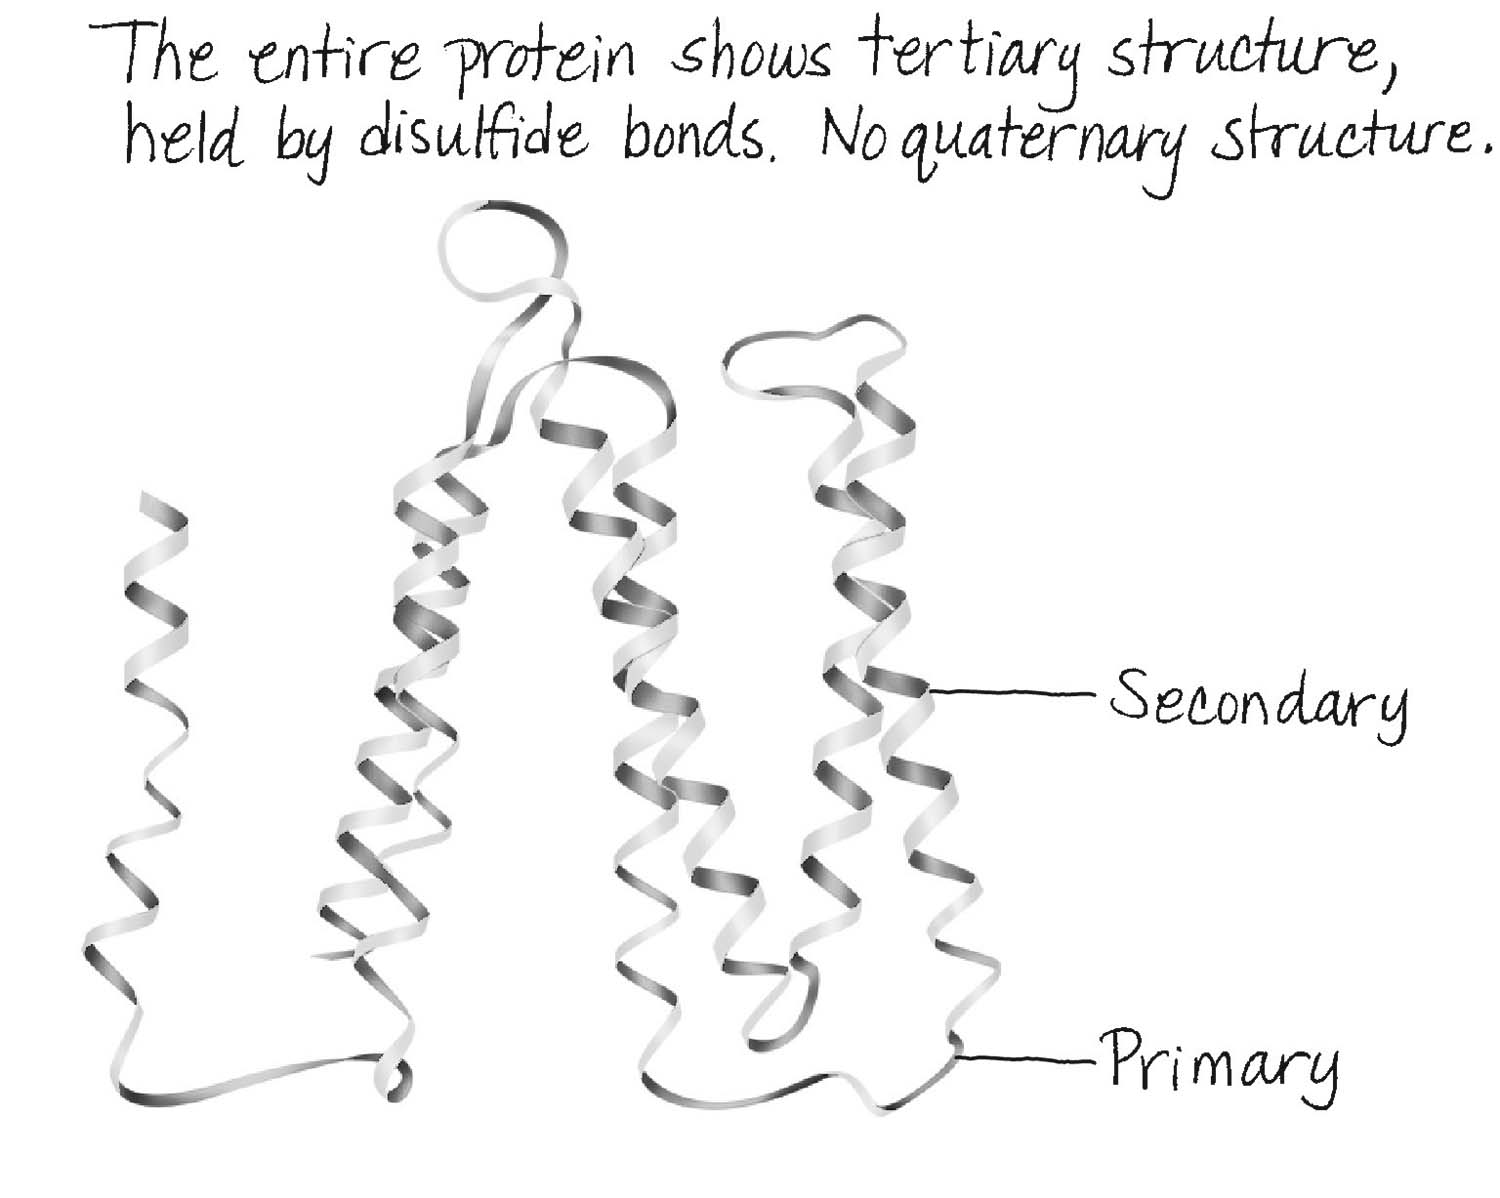 The entire protein shows tertiary structure,
held by disulfide bonds. No quaternary structure.
Secondary
Primary